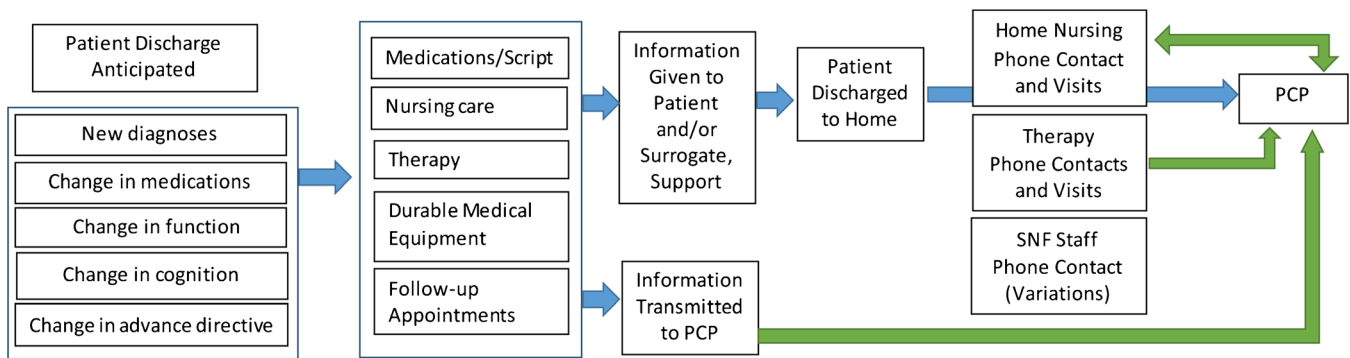 Patient Discharge
Anticipated
New diagnoses
Change in medications
Change in function
Change in cognition
Change in advance directive
Medications/Script
Nursing care
Therapy
Durable Medical
Equipment
Follow-up
Appointments
Information
Given to
Patient
and/or
Surrogate,
Support
Information
Transmitted
to PCP
Patient
Discharged
to Home
Home Nursing
Phone Contact
and Visits
Therapy
Phone Contacts
and Visits
SNF Staff
Phone Contact
(Variations)
PCP